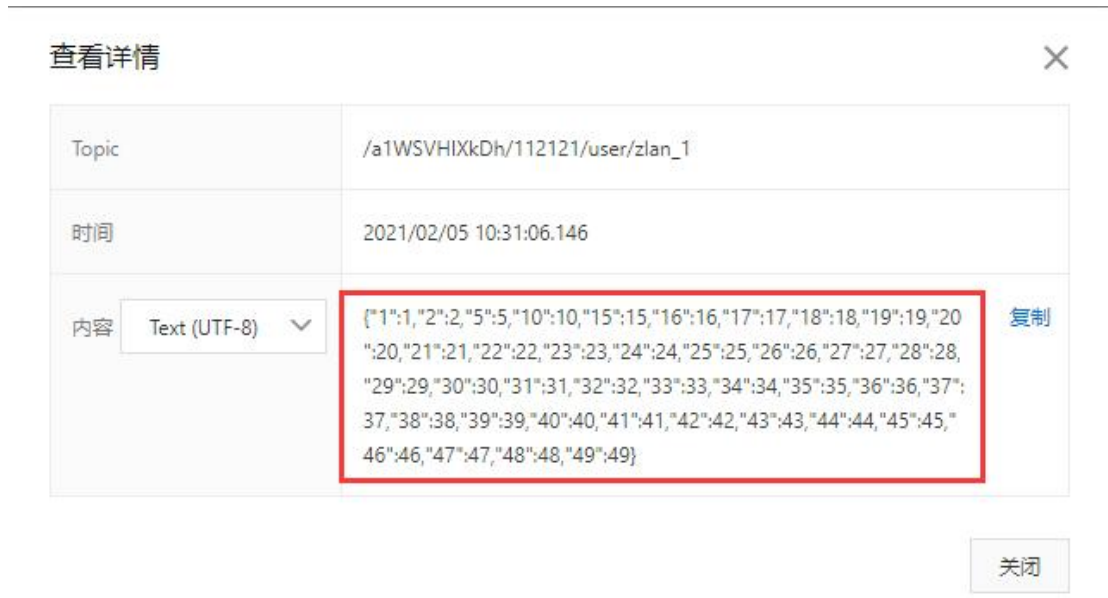 查看详情
Topic
/a1WSVHIXkDh/112121/user/zlan_1
时间
2021/02/05 10:31:06.146
内容
Text (UTF-8)
{"1":1,"2":2,"5":5,"10":10,"15":15,"16":16,"17":17,"18":18,"19":19,"20
":20,"21":21,"22":22,"23":23,"24":24,"25":25,"26":26,"27":27,"28":28,
"29":29,"30":30,"31":31,"32":32,"33":33,"34":34,"35":35,"36":36,"37":
37,"38":38,"39":39,"40":40,"41":41,"42":42,"43":43,"44":44,"45":45,"
46":46,"47":47,"48":48,"49":49}
复制
关闭